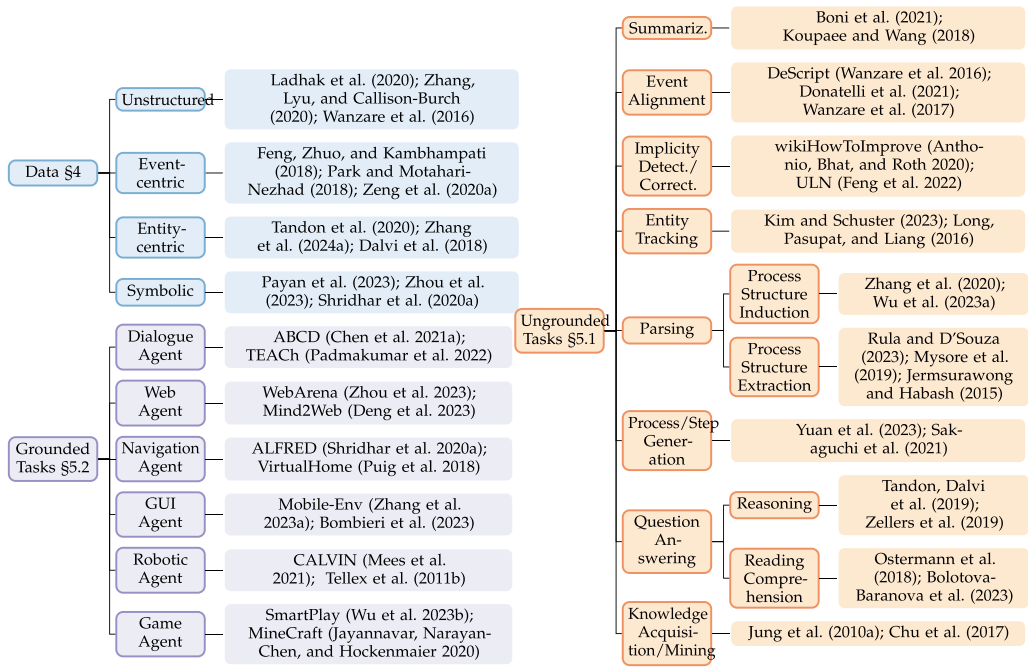 Data §4
Unstructured
Ladhak et al. (2020); Zhang,
Lyu, and Callison-Burch
(2020); Wanzare et al. (2016)
Event-
centric
Feng, Zhuo, and Kambhampati
(2018); Park and Motahari-
Nezhad (2018); Zeng et al. (2020a)
Entity-
centric
Tandon et al. (2020); Zhang
et al. (2024a); Dalvi et al. (2018)
Symbolic
Payan et al. (2023); Zhou et al.
(2023); Shridhar et al. (2020a)
Grounded
Tasks §5.2
Dialogue
Agent
ABCD (Chen et al. 2021a);
TEACh (Padmakumar et al. 2022
Web
Agent
WebArena (Zhou et al. 2023);
Mind2Web (Deng et al. 2023)
Navigation
Agent
ALFRED (Shridhar et al. 2020a);
VirtualHome (Puig et al. 2018)
GUI
Agent
Mobile-Env (Zhang et al.
2023a); Bombieri et al. (2023)
Robotic
Agent
CALVIN (Mees et al.
2021); Tellex et al. (2011b)
Game
Agent
SmartPlay (Wu et al. 2023b);
MineCraft (Jayannavar, Narayan-
Chen, and Hockenmaier 2020)
Ungrounded
Tasks §5.1
Summariz.
Boni et al. (2021);
Koupaee and Wang (2018)
Event
Alignment
DeScript (Wanzare et al. 2016);
Donatelli et al. (2021);
Wanzare et al. (2017)
Implicity
Detect./
Correct.
wikiHowToImprove (Antho-
nio, Bhat, and Roth 2020);
ULN (Feng et al. 2022)
Entity
Tracking
Kim and Schuster (2023); Long,
Pasupat, and Liang (2016)
Parsing
Process
Structure
Induction
Zhang et al. (2020);
Wu et al. (2023a)
Process
Structure
Extraction
Rula and D'Souza
(2023); Mysore et al.
(2019); Jermsurawong
and Habash (2015)
Process/Step
Gener-
ation
Yuan et al. (2023); Sak-
aguchi et al. (2021)
Question
An-
swering
Reasoning
Tandon, Dalvi
et al. (2019);
Zellers et al. (2019)
Reading
Compre-
hension
Ostermann et al.
(2018); Bolotova-
Baranova et al. (2023)
Knowledge
Acquisi-
tion/Mining
Jung et al. (2010a); Chu et al. (2017)